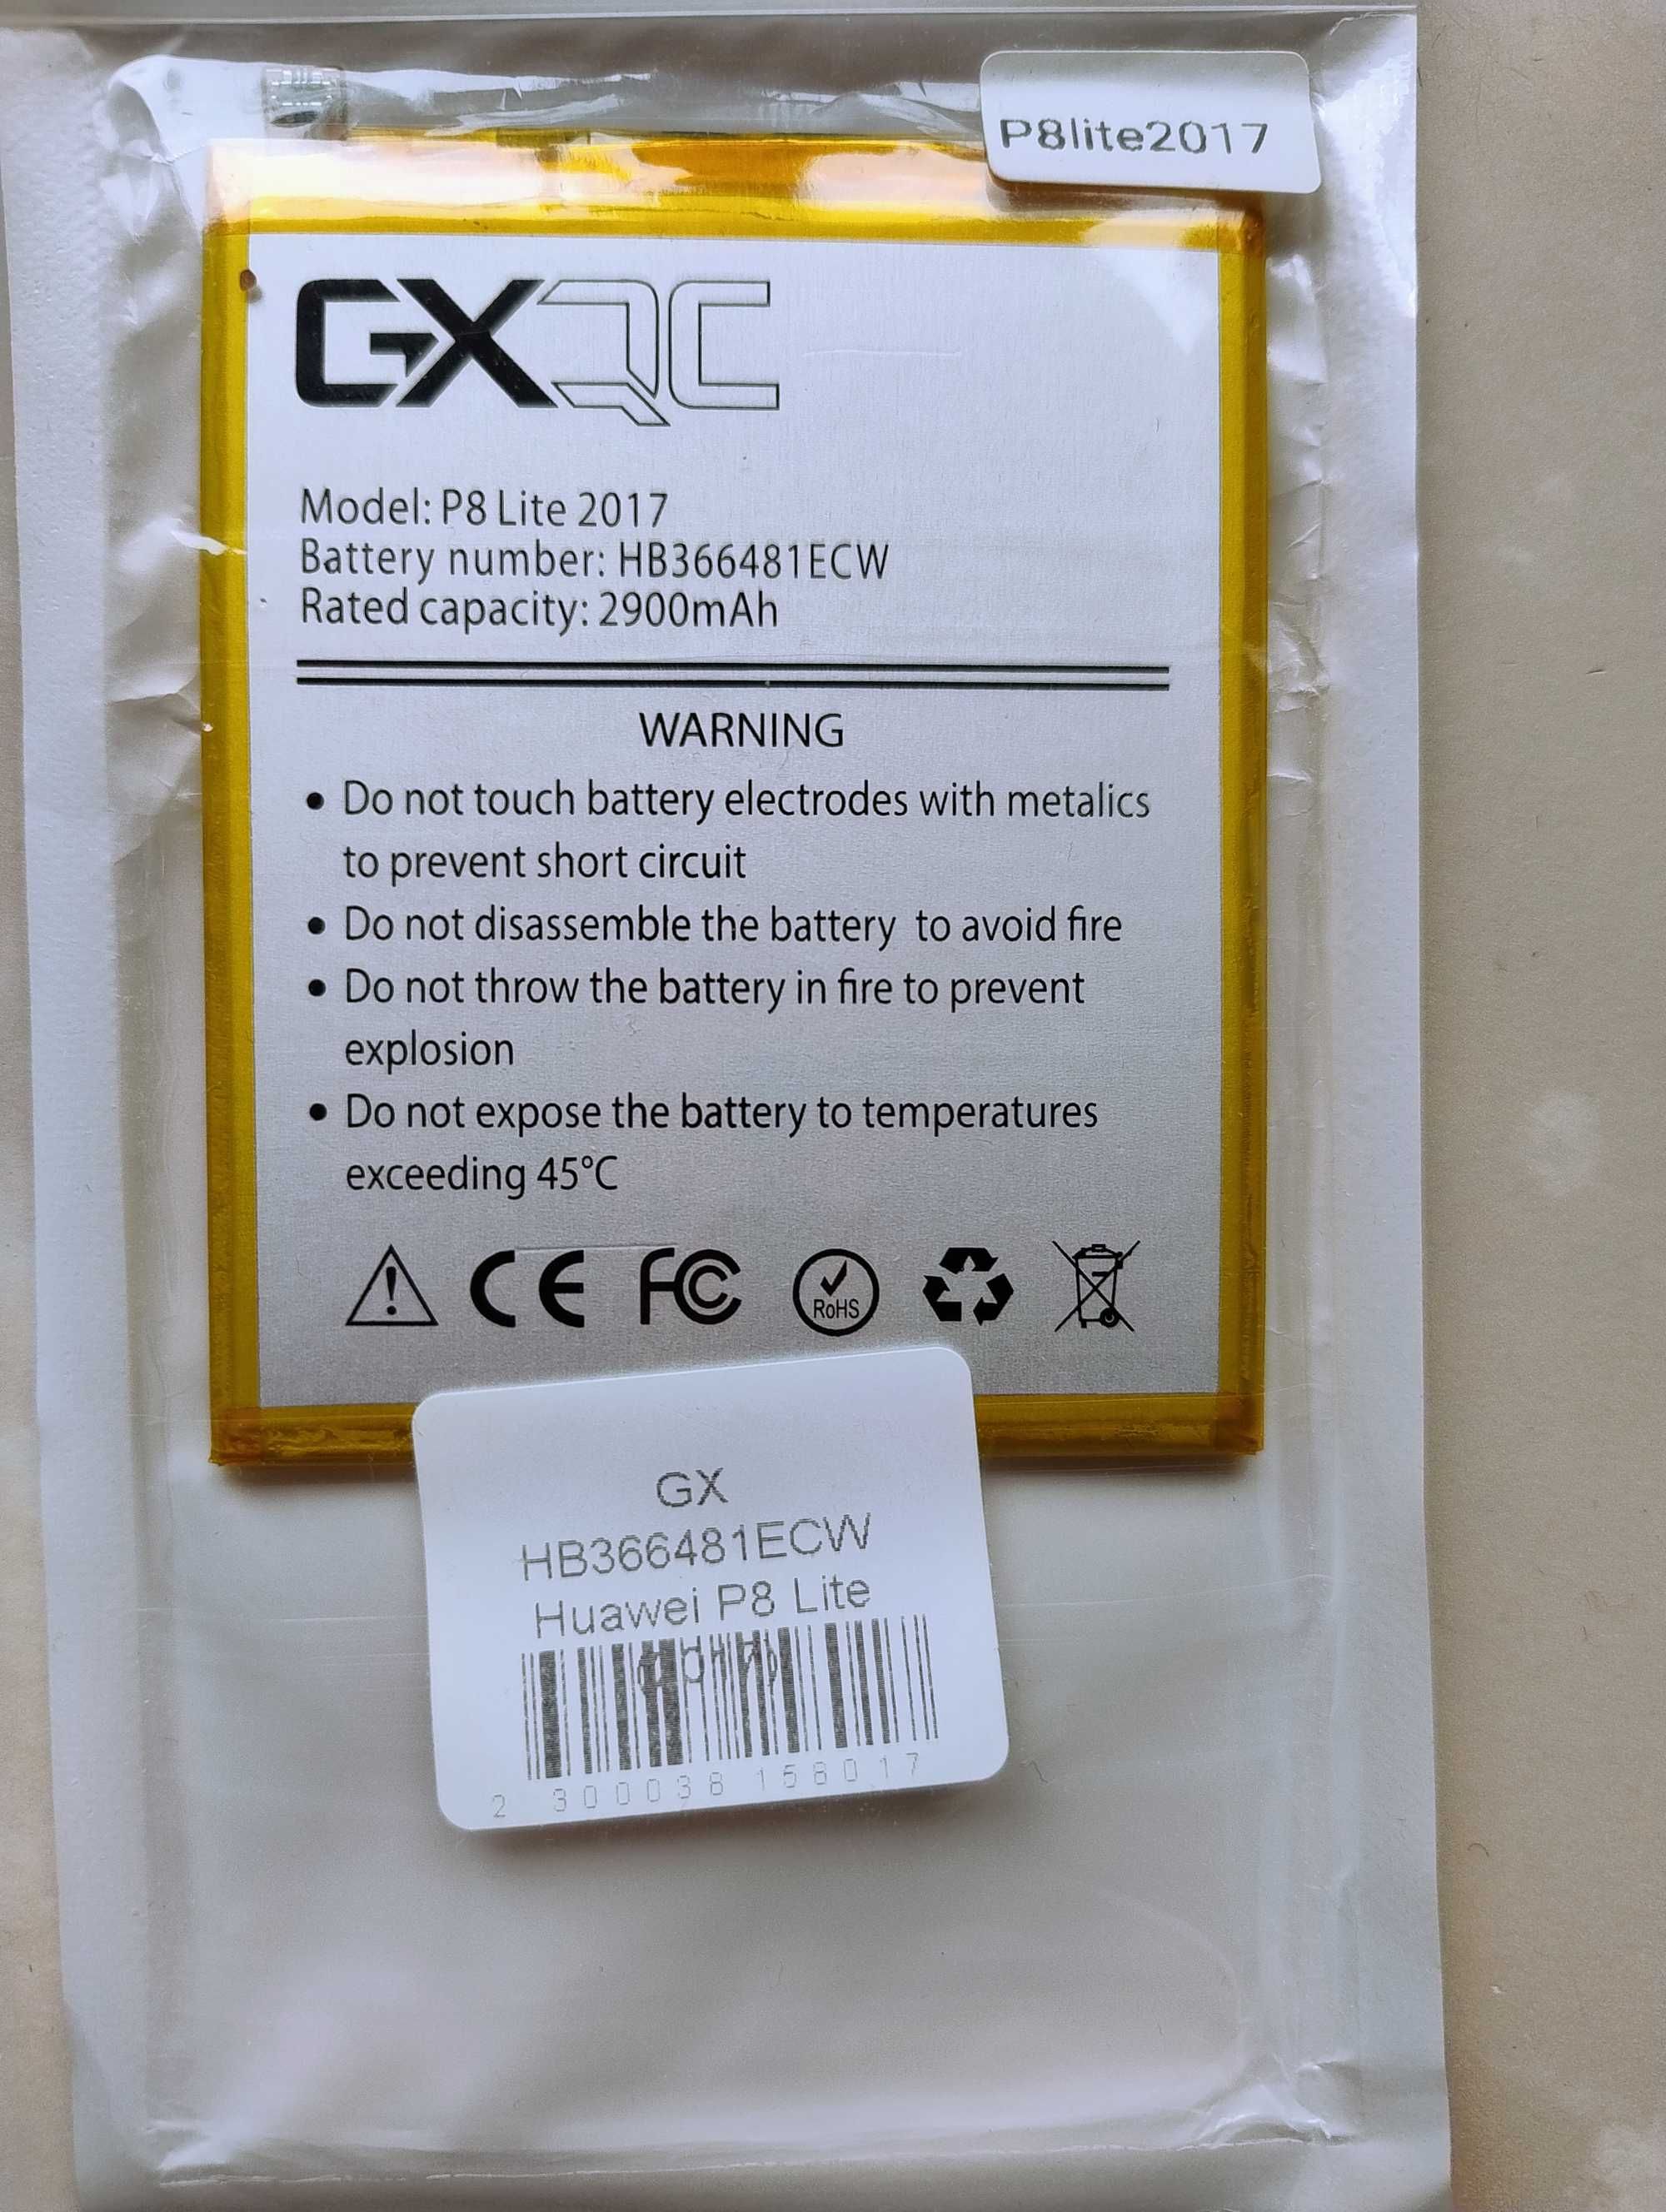 P8lite2017
GXQC
Model: P8 Lite 2017
Battery number: HB366481ECW
Rated capacity: 2900mAh
WARNING
• Do not touch battery electrodes with metalics
to prevent short circuit
• Do not disassemble the battery to avoid fire
• Do not throw the battery in fire to prevent
explosion
• Do not expose the battery to temperatures
exceeding 45°C
CE FC RoHS
GX
HB366481ECW
Huawei P8 Lite
2 300038 158017